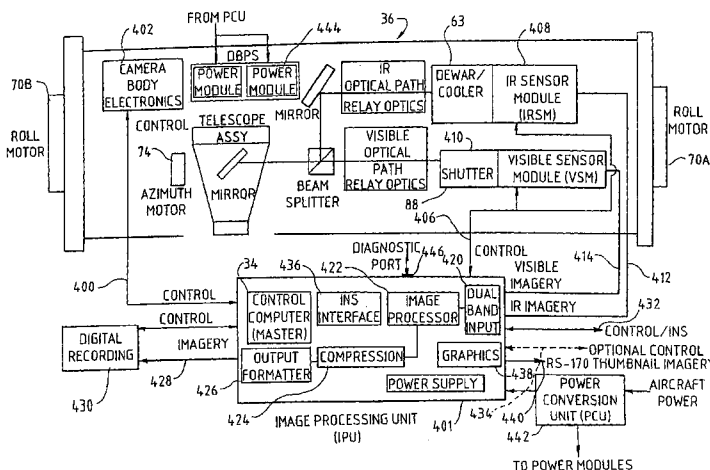 FROM PCU
402
DBPS
444
36
63
408
CAMERA
BODY
ELECTRONICS
POWER
MODULE
POWER
MODULE
MIRROR
IR
OPTICAL PATH
RELAY OPTICS
DEWAR/
COOLER
IR SENSOR
MODULE
(IRSM)
70B
ROLL
MOTOR
CONTROL
TELESCOPE
ASSY
74
AZIMUTH
MOTOR
MIRROR
BEAM
SPLITTER
VISIBLE
OPTICAL
PATH
RELAY OPTICS
410
SHUTTER
VISIBLE SENSOR
MODULE (VSM)
88
ROLL
MOTOR
70A
406
CONTROL
414
412
DIAGNOSTIC
PORT
446
420
VISIBLE
IMAGERY
IR IMAGERY
400
34
436
422
CONTROL
CONTROL
COMPUTER
(MASTER)
INS
INTERFACE
IMAGE
PROCESSOR
DUAL
BAND
INPUT
432
CONTROL/INS
CONTROL
IMAGERY
DIGITAL
RECORDING
430
428
OUTPUT
FORMATTER
426
COMPRESSION
424
GRAPHICS
438
OPTIONAL CONTROL
RS-170 THUMBNAIL IMAGERY
POWER SUPPLY
434
440
401
IMAGE PROCESSING UNIT
(IPU)
POWER
CONVERSION
UNIT (PCU)
442
AIRCRAFT
POWER
TO POWER MODULES